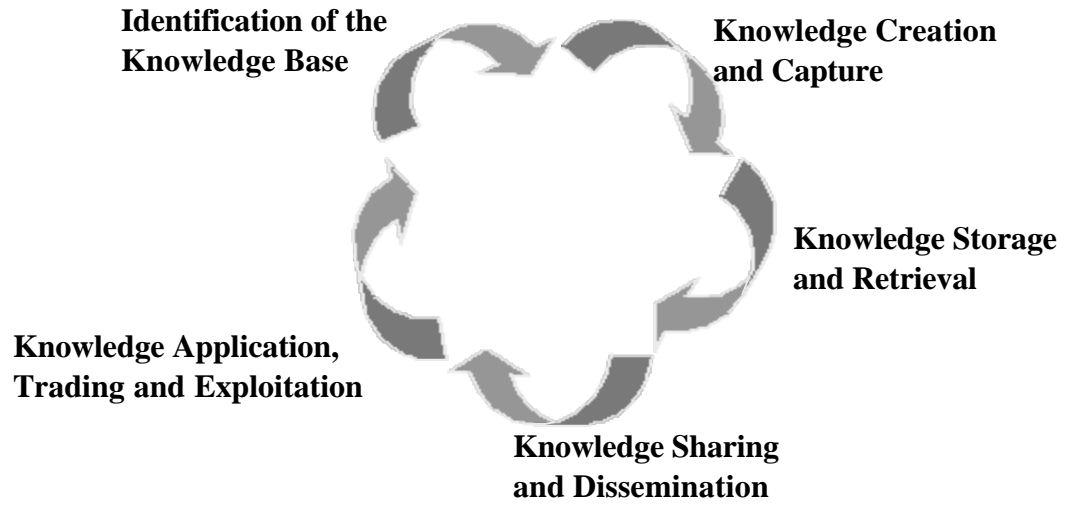 Identification of the
Knowledge Base
Knowledge Creation
and Capture
Knowledge Storage
and Retrieval
Knowledge Application,
Trading and Exploitation
Knowledge Sharing
and Dissemination